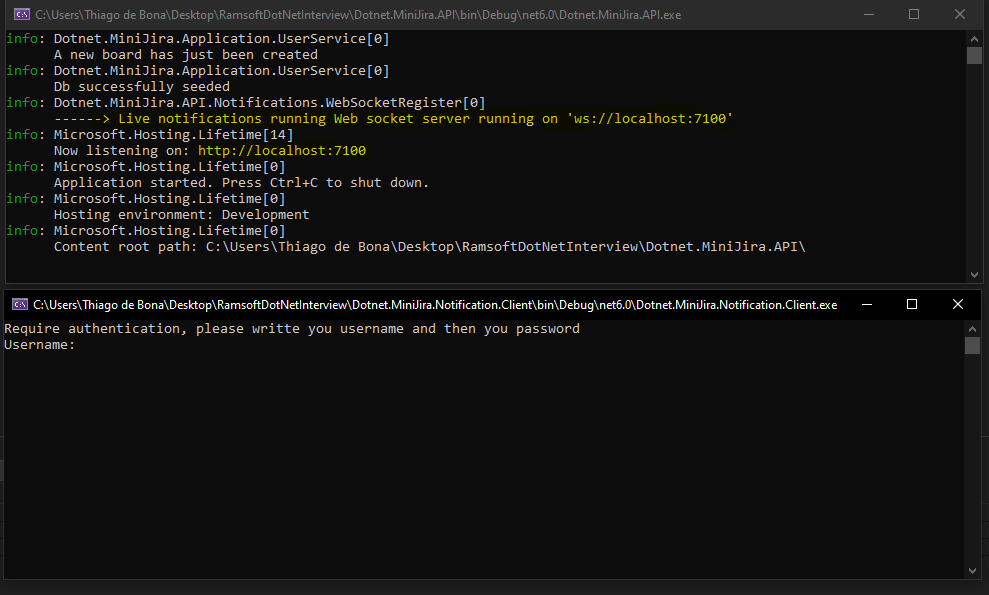 C:\Users\Thiago de Bona\Desktop\RamsoftDotNetInterview\Dotnet.MiniJira.API\bin\Debug\net6.0\Dotnet.MiniJira.API.exe
info: Dotnet.MiniJira.Application.UserService[0]
      A new board has just been created
info: Dotnet.MiniJira.Application.UserService[0]
      Db successfully seeded
info: Dotnet.MiniJira.API.Notifications.WebSocketRegister[0]
      ------> Live notifications running Web socket server running on 'ws://localhost:7100'
info: Microsoft.Hosting.Lifetime[14]
      Now listening on: http://localhost:7100
info: Microsoft.Hosting.Lifetime[0]
      Application started. Press Ctrl+C to shut down.
info: Microsoft.Hosting.Lifetime[0]
      Hosting environment: Development
info: Microsoft.Hosting.Lifetime[0]
      Content root path: C:\Users\Thiago de Bona\Desktop\RamsoftDotNetInterview\Dotnet.MiniJira.API\
C:\Users\Thiago de Bona\Desktop\RamsoftDotNetInterview\Dotnet.MiniJira.Notification.Client\bin\Debug\net6.0\Dotnet.MiniJira.Notification.Client.exe
Require authentication, please writte you username and then you password
Username: